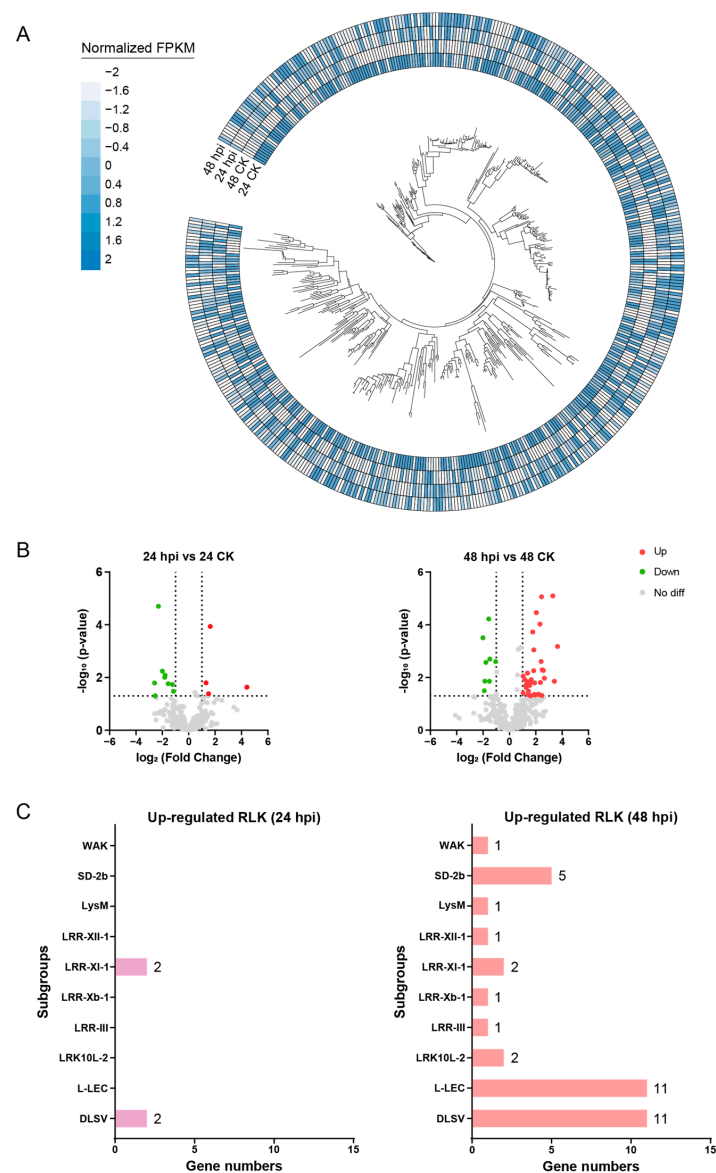 A
Normalized FPKM
−2
−1.6
−1.2
−0.8
−0.4
0
0.4
0.8
1.2
1.6
2
48 hpi
24 hpi
48 CK
24 CK
B
24 hpi vs 24 CK
6
4
2
0
−6 −4 −2 0 2 4 6
-log₁₀ (p-value)
log₂ (Fold Change)
48 hpi vs 48 CK
6
4
2
0
−6 −4 −2 0 2 4 6
-log₁₀ (p-value)
log₂ (Fold Change)
Up
Down
No diff
C
Up-regulated RLK (24 hpi)
Subgroups
WAK
SD-2b
LysM
LRR-XII-1
LRR-XI-1 2
LRR-Xb-1
LRR-III
LRK10L-2
L-LEC
DLSV 2
0 5 10 15
Gene numbers
Up-regulated RLK (48 hpi)
Subgroups
WAK 1
SD-2b 5
LysM 1
LRR-XII-1 1
LRR-XI-1 2
LRR-Xb-1 1
LRR-III 1
LRK10L-2 2
L-LEC 11
DLSV 11
0 5 10 15
Gene numbers